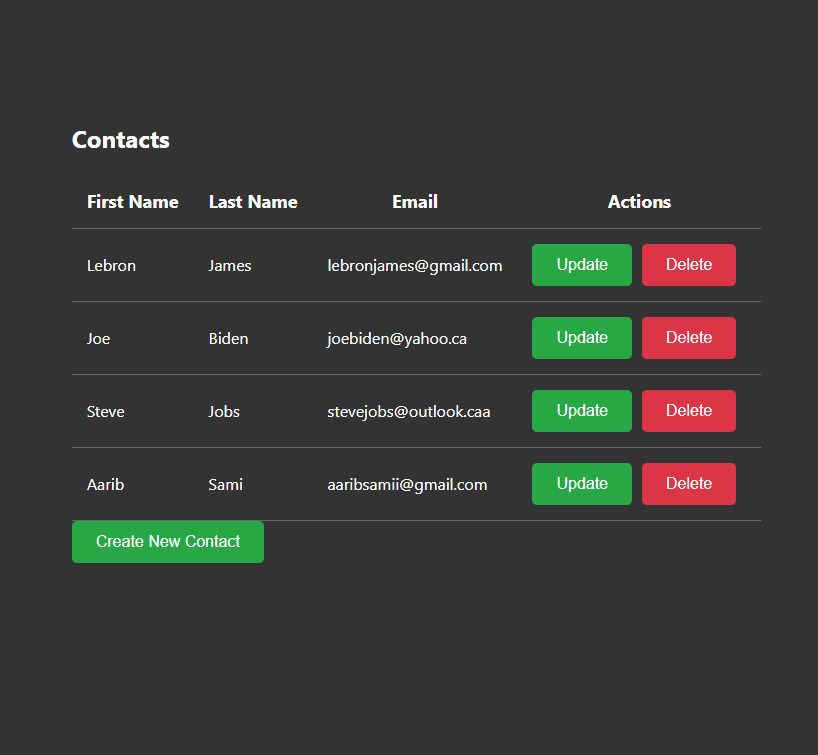 Contacts
First Name Last Name Email Actions
Lebron James lebronjames@gmail.com Update Delete
Joe Biden joebiden@yahoo.ca Update Delete
Steve Jobs stevejobs@outlook.caa Update Delete
Aarib Sami aaribsamii@gmail.com Update Delete
Create New Contact